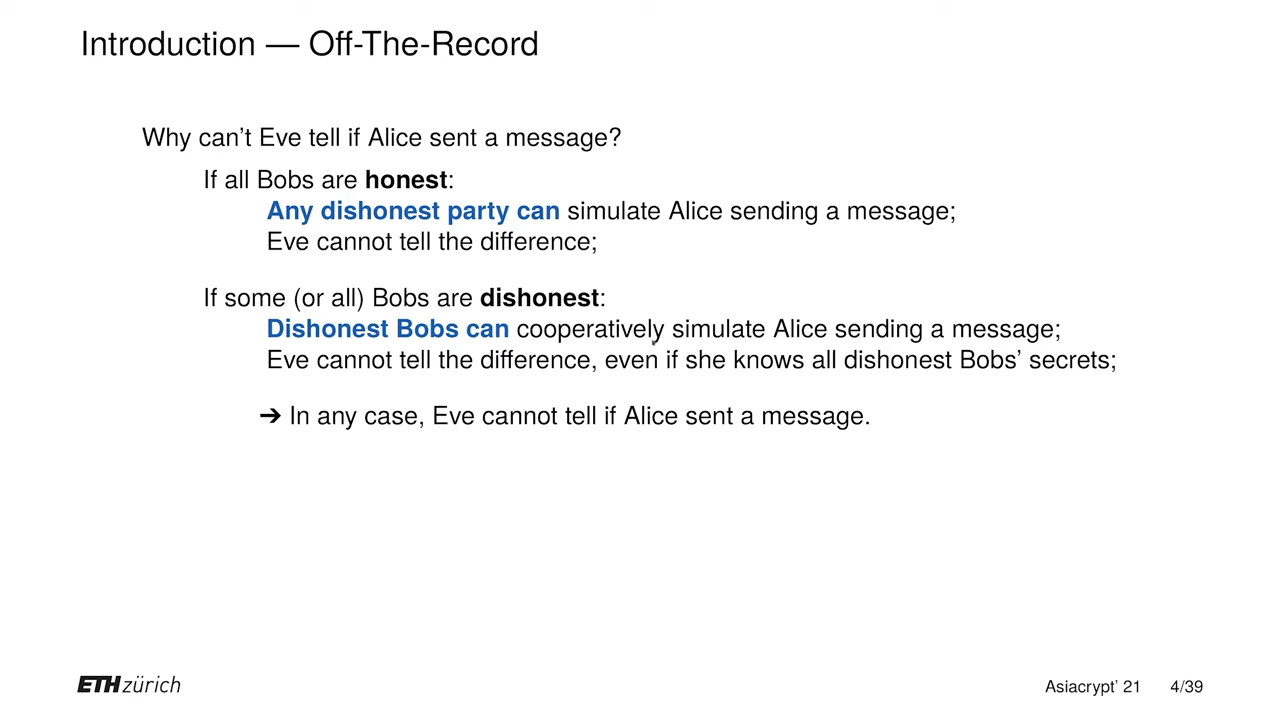 Introduction — Off-The-Record
Why can't Eve tell if Alice sent a message?
If all Bobs are honest:
Any dishonest party can simulate Alice sending a message;
Eve cannot tell the difference;
If some (or all) Bobs are dishonest:
Dishonest Bobs can cooperatively simulate Alice sending a message;
Eve cannot tell the difference, even if she knows all dishonest Bobs' secrets;
➔ In any case, Eve cannot tell if Alice sent a message.
ETH zürich
Asiacrypt' 21 4/39